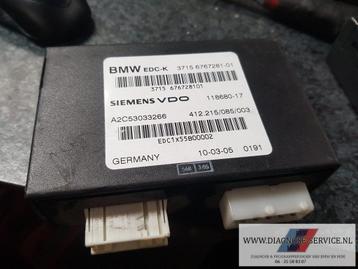 BMW EDC-K 3715 6767281-01
3715 676728101
SIEMENS VDO 118680-17
A2C53033266 412.215/085/003
EDC1X55B00002
GERMANY 10-03-05 0191
WWW.DIAGNOSE-SERVICE.NL